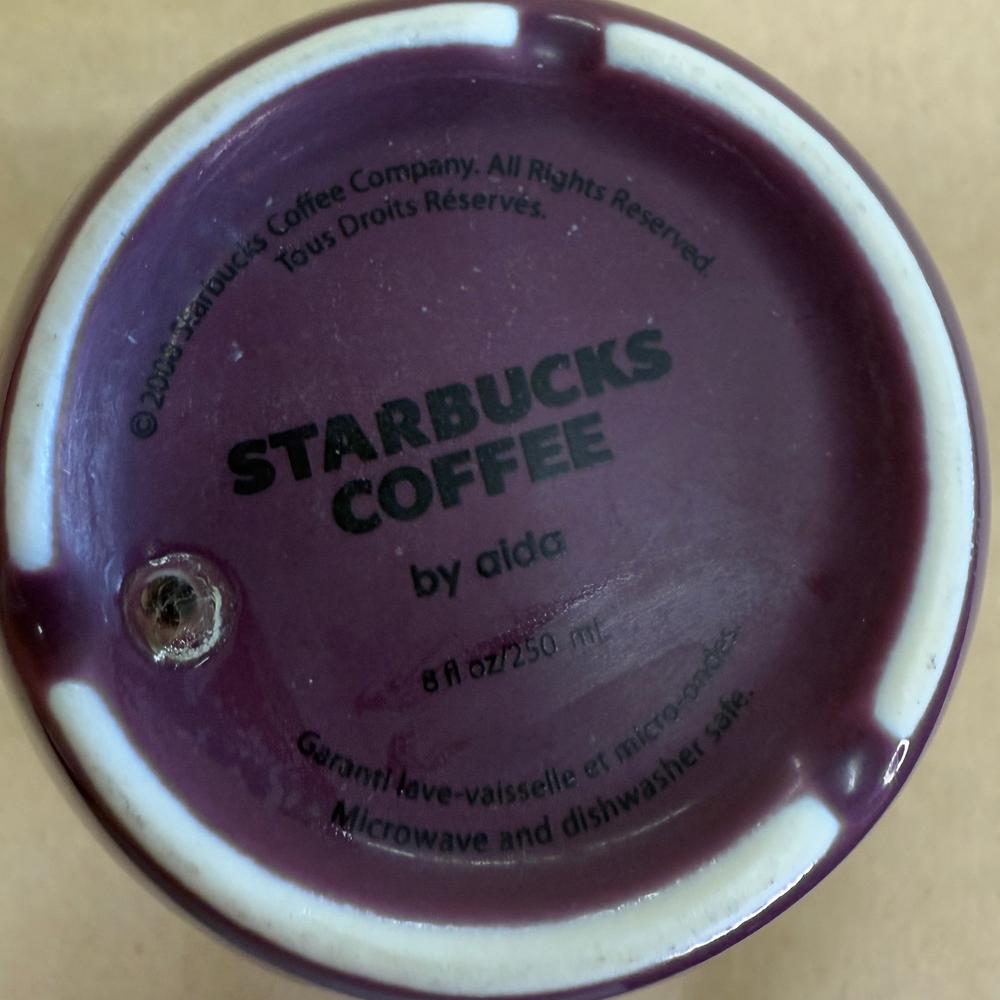 © 2008 Starbucks Coffee Company. All Rights Reserved.
Tous Droits Réservés.
STARBUCKS
COFFEE
by aida
8 fl oz/250 mL
Garanti lave-vaisselle et micro-ondes.
Microwave and dishwasher safe.